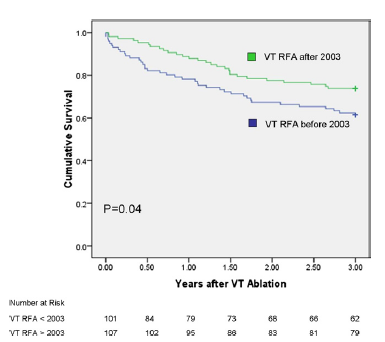 1.0
VT RFA after 2003
0.8
0.6
VT RFA before 2003
Cumulative Survival
0.4
0.2
P=0.04
0.0
0.00 0.50 1.00 1.50 2.00 2.50 3.00
Years after VT Ablation
Number at Risk
VT RFA < 2003 101 84 79 73 68 66 62
VT RFA > 2003 107 102 95 86 83 81 79